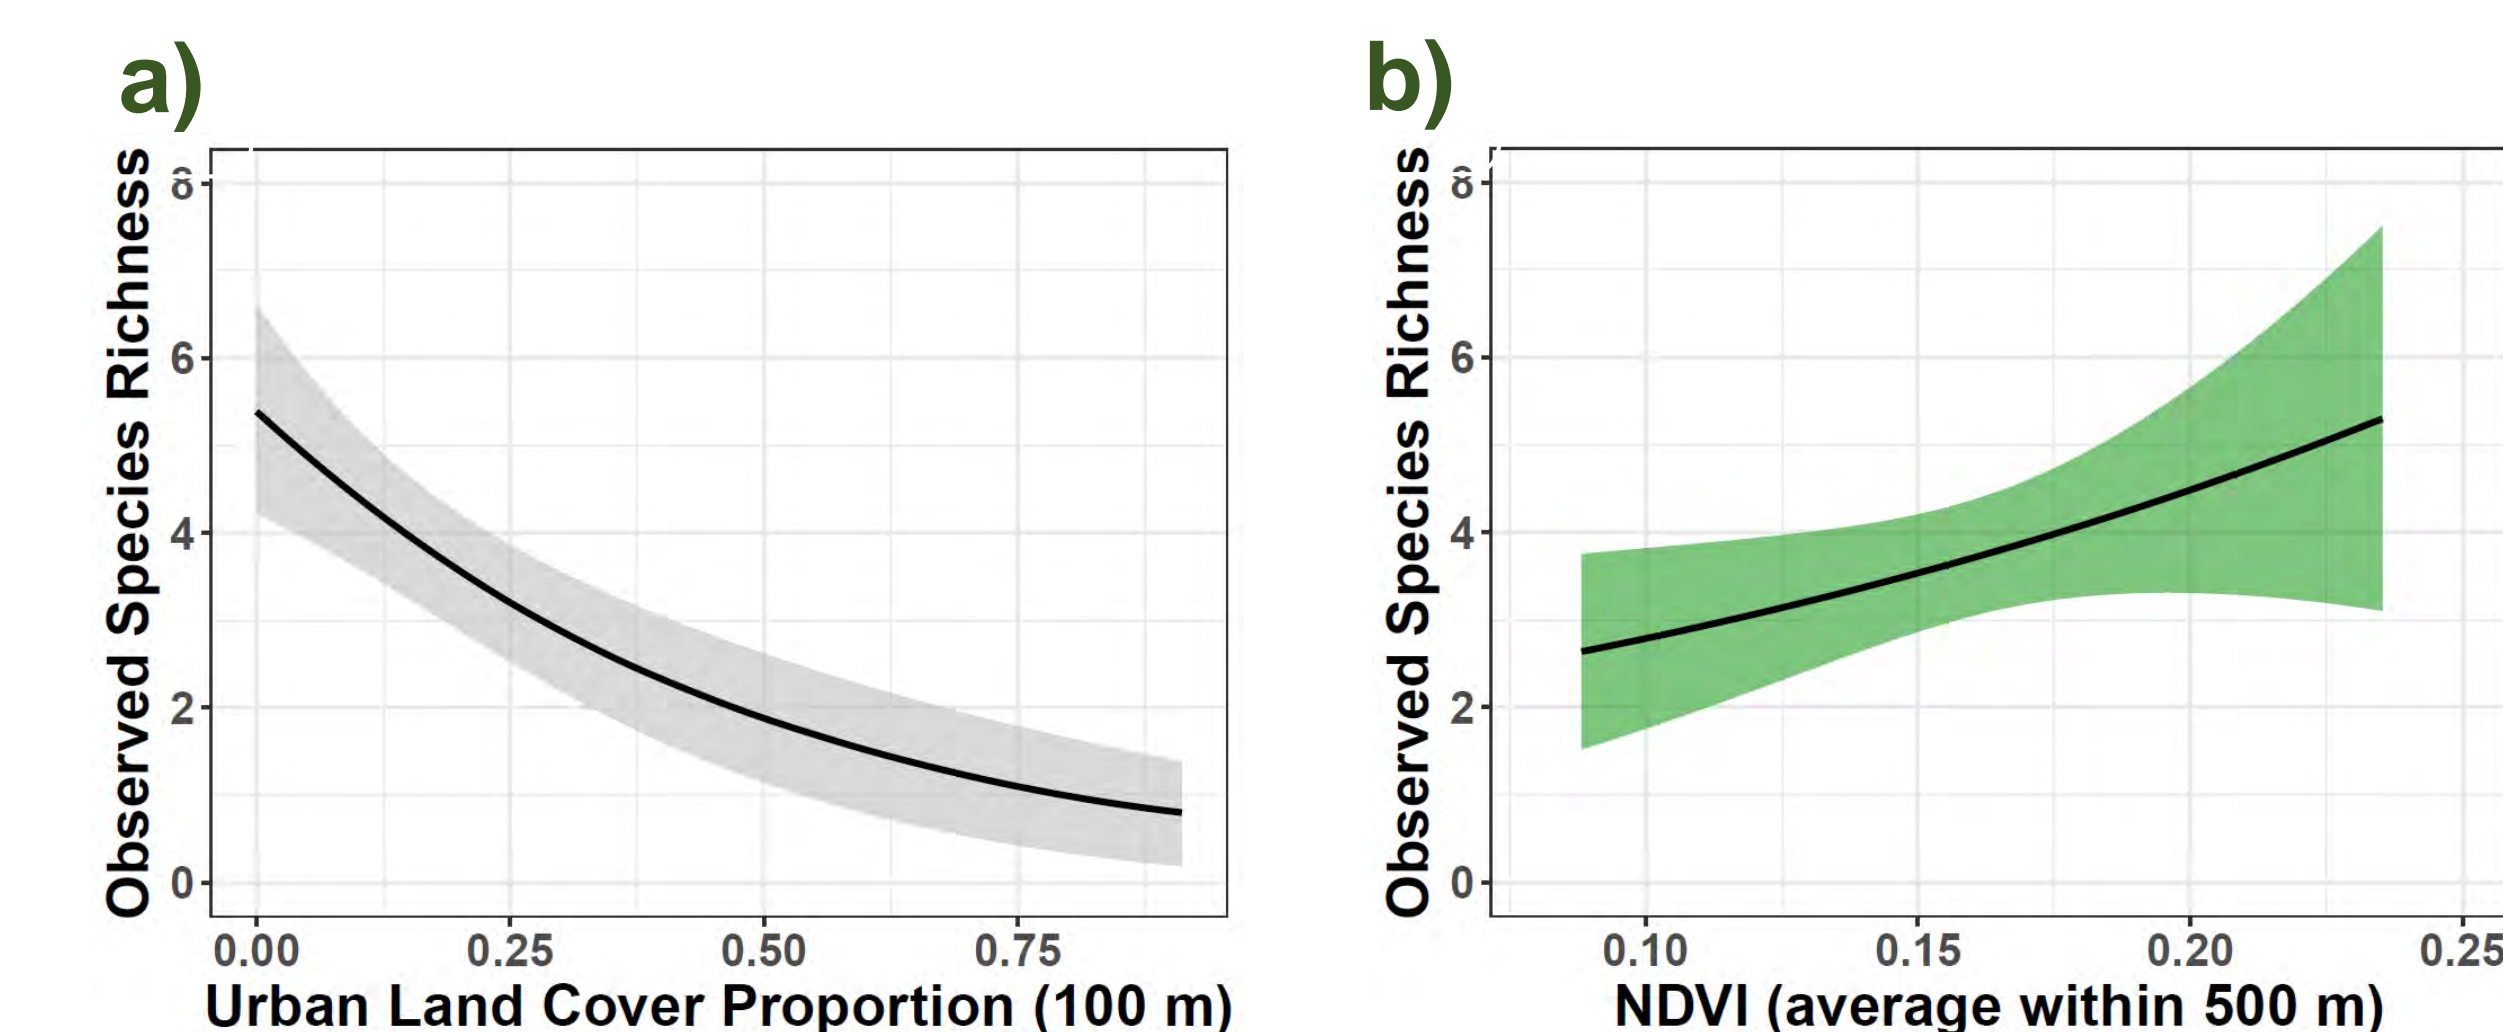 a)
Observed Species Richness
8
6
4
2
0
0.00 0.25 0.50 0.75
Urban Land Cover Proportion (100 m)
b)
Observed Species Richness
8
6
4
2
0
0.10 0.15 0.20 0.25
NDVI (average within 500 m)